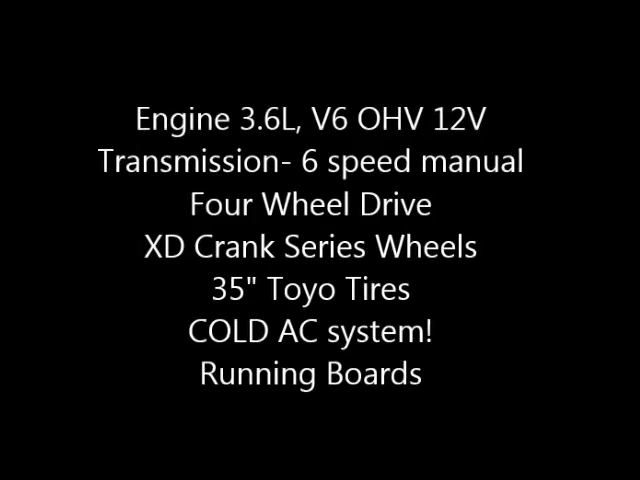 Engine 3.6L, V6 OHV 12V
Transmission- 6 speed manual
Four Wheel Drive
XD Crank Series Wheels
35" Toyo Tires
COLD AC system!
Running Boards